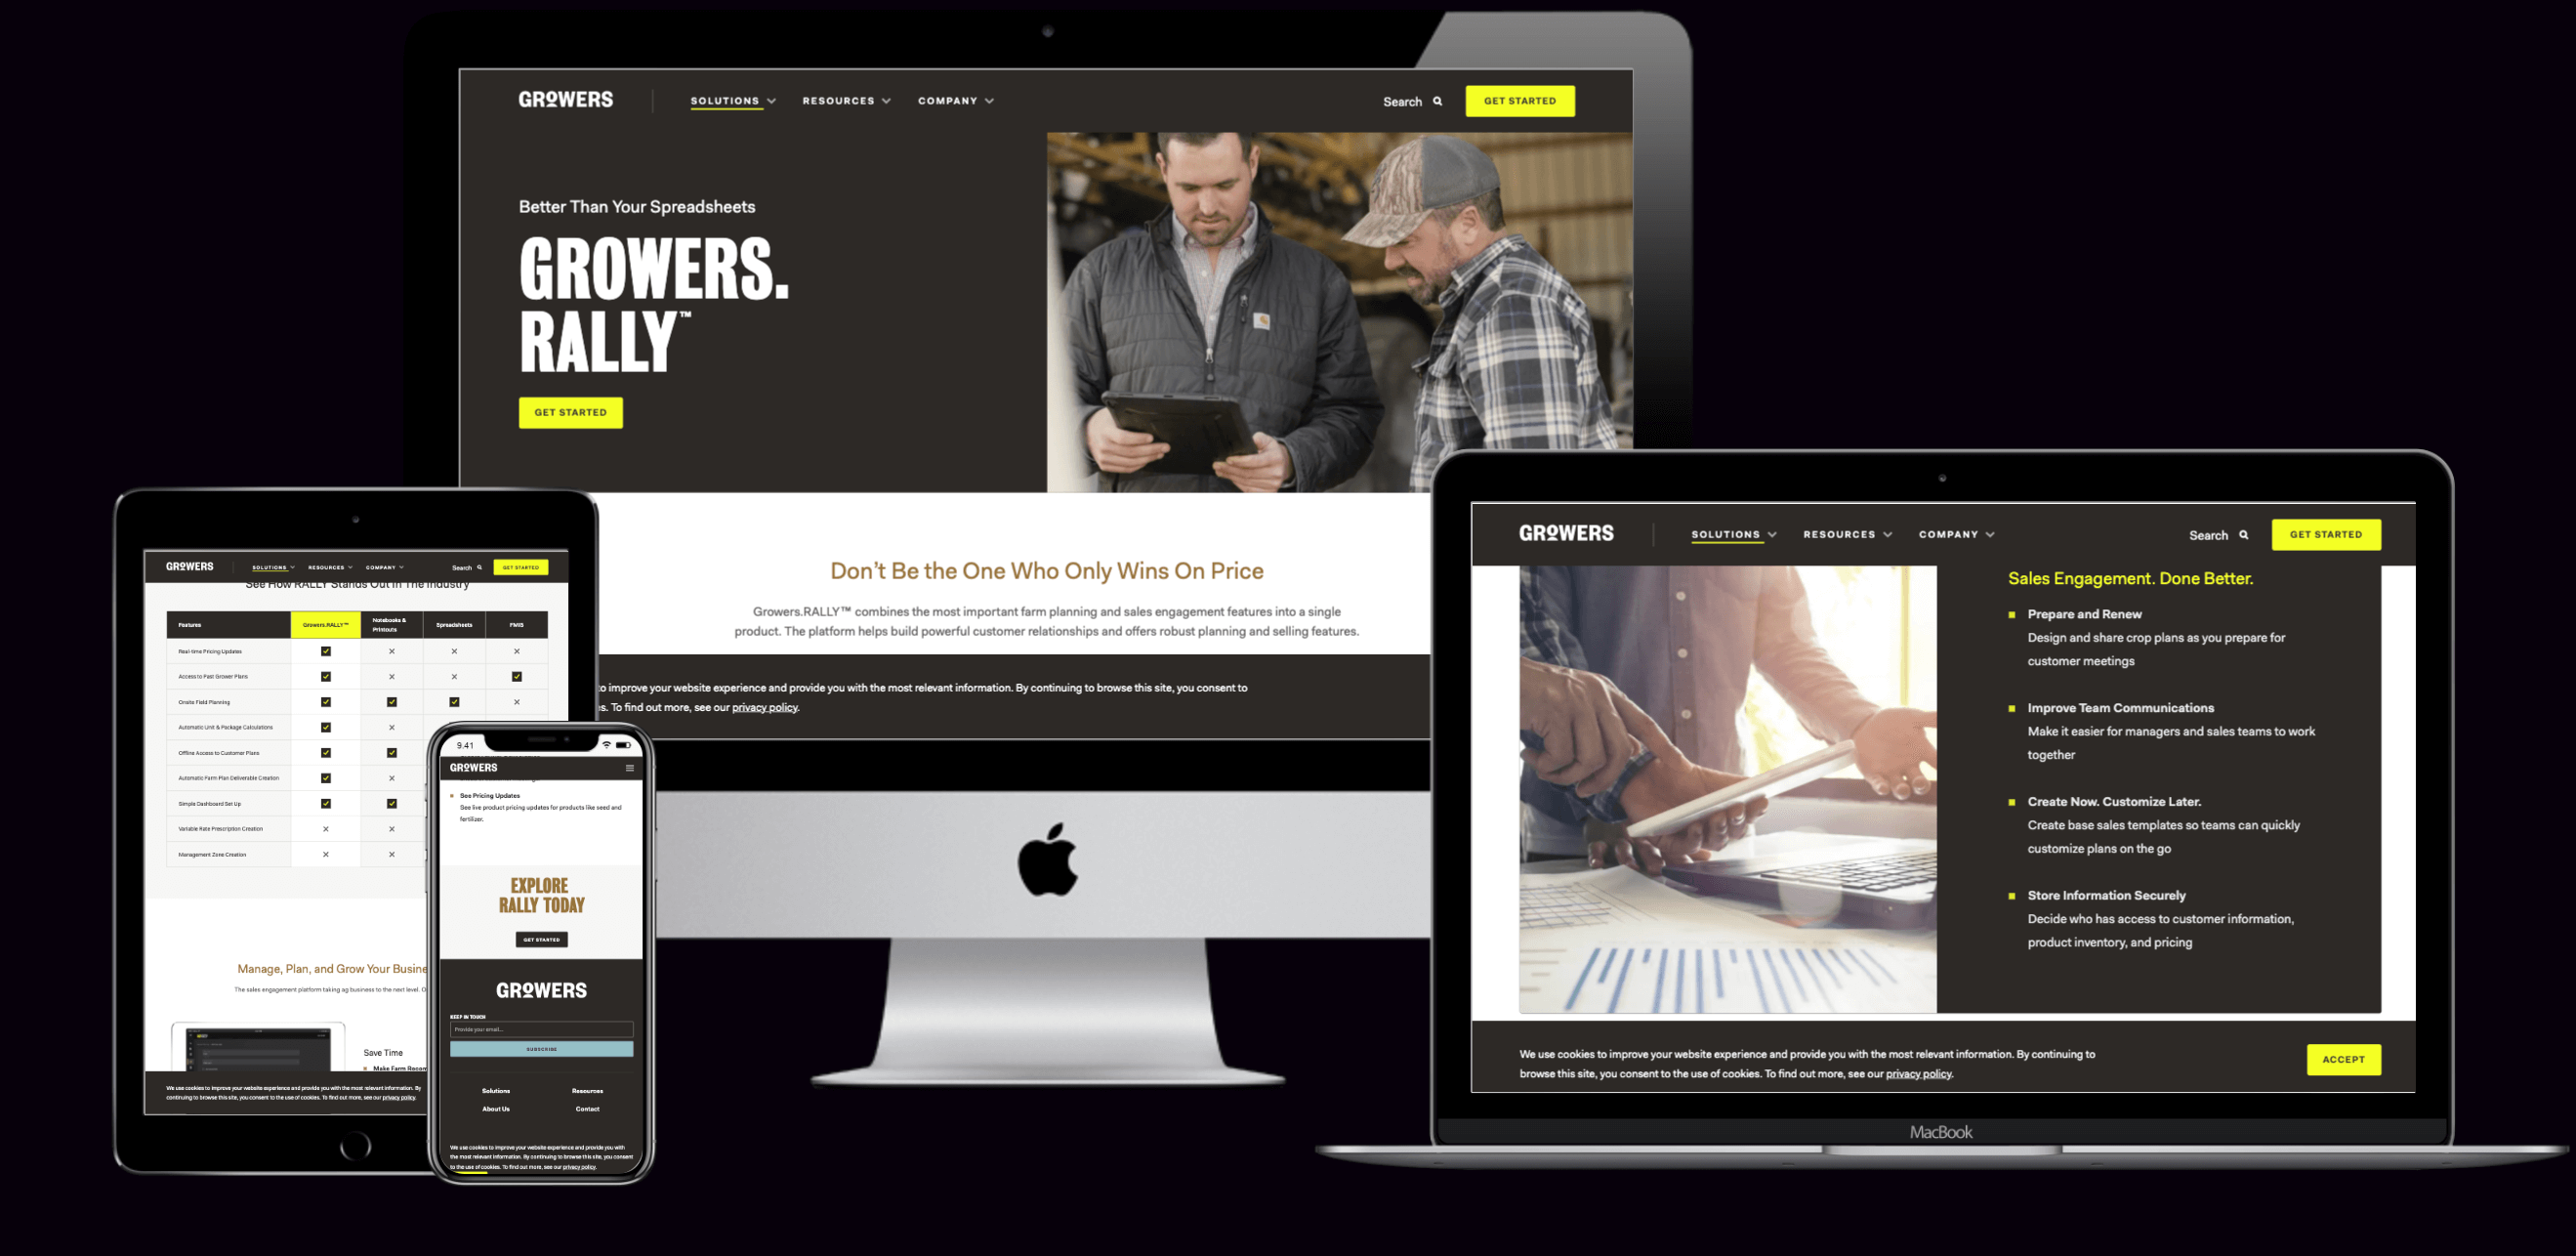 GROWERS
SOLUTIONS
RESOURCES
COMPANY
Search
GET STARTED
Better Than Your Spreadsheets
GROWERS.
RALLY™
GET STARTED
Don't Be the One Who Only Wins On Price
Growers.RALLY™ combines the most important farm planning and sales engagement features into a single
product. The platform helps build powerful customer relationships and offers robust planning and selling features.
to improve your website experience and provide you with the most relevant information. By continuing to browse this site, you consent to
s. To find out more, see our privacy policy.
GROWERS
SOLUTIONS
RESOURCES
COMPANY
Search
GET STARTED
See How RALLY Stands Out In The Industry
Features
Growers.RALLY™
Notebooks &
Printouts
Spreadsheets
FMIS
Real-time Pricing Updates
Access to Past Grower Plans
Onsite Field Planning
Automatic Unit & Package Calculations
Offline Access to Customer Plans
Automatic Farm Plan Deliverable Creation
Simple Dashboard Set Up
Variable Rate Prescription Creation
Management Zone Creation
Manage, Plan, and Grow Your Busine
The sales engagement platform taking ag business to the next level. O
Save Time
Make Farm Recom
We use cookies to improve your website experience and provide you with the most relevant information. By
continuing to browse this site, you consent to the use of cookies. To find out more, see our privacy policy.
9.41
GROWERS
See Pricing Updates
See live product pricing updates for products like seed and
fertilizer.
EXPLORE
RALLY TODAY
GET STARTED
GROWERS
KEEP IN TOUCH
Provide your email...
SUBSCRIBE
Solutions
Resources
About Us
Contact
We use cookies to improve your website experience and provide you with
the most relevant information. By continuing to browse this site, you consent
to the use of cookies. To find out more, see our privacy policy.
GROWERS
SOLUTIONS
RESOURCES
COMPANY
Search
GET STARTED
Sales Engagement. Done Better.
Prepare and Renew
Design and share crop plans as you prepare for
customer meetings
Improve Team Communications
Make it easier for managers and sales teams to work
together
Create Now. Customize Later.
Create base sales templates so teams can quickly
customize plans on the go
Store Information Securely
Decide who has access to customer information,
product inventory, and pricing
We use cookies to improve your website experience and provide you with the most relevant information. By continuing to
browse this site, you consent to the use of cookies. To find out more, see our privacy policy.
ACCEPT
MacBook